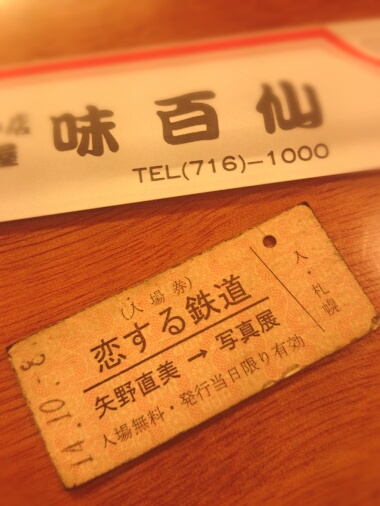 味百仙
TEL(716)-1000
(入場券)
恋する鉄道
矢野直美 → 写真展
入場無料・発行当日限り有効
入・札幌
14.10.-3